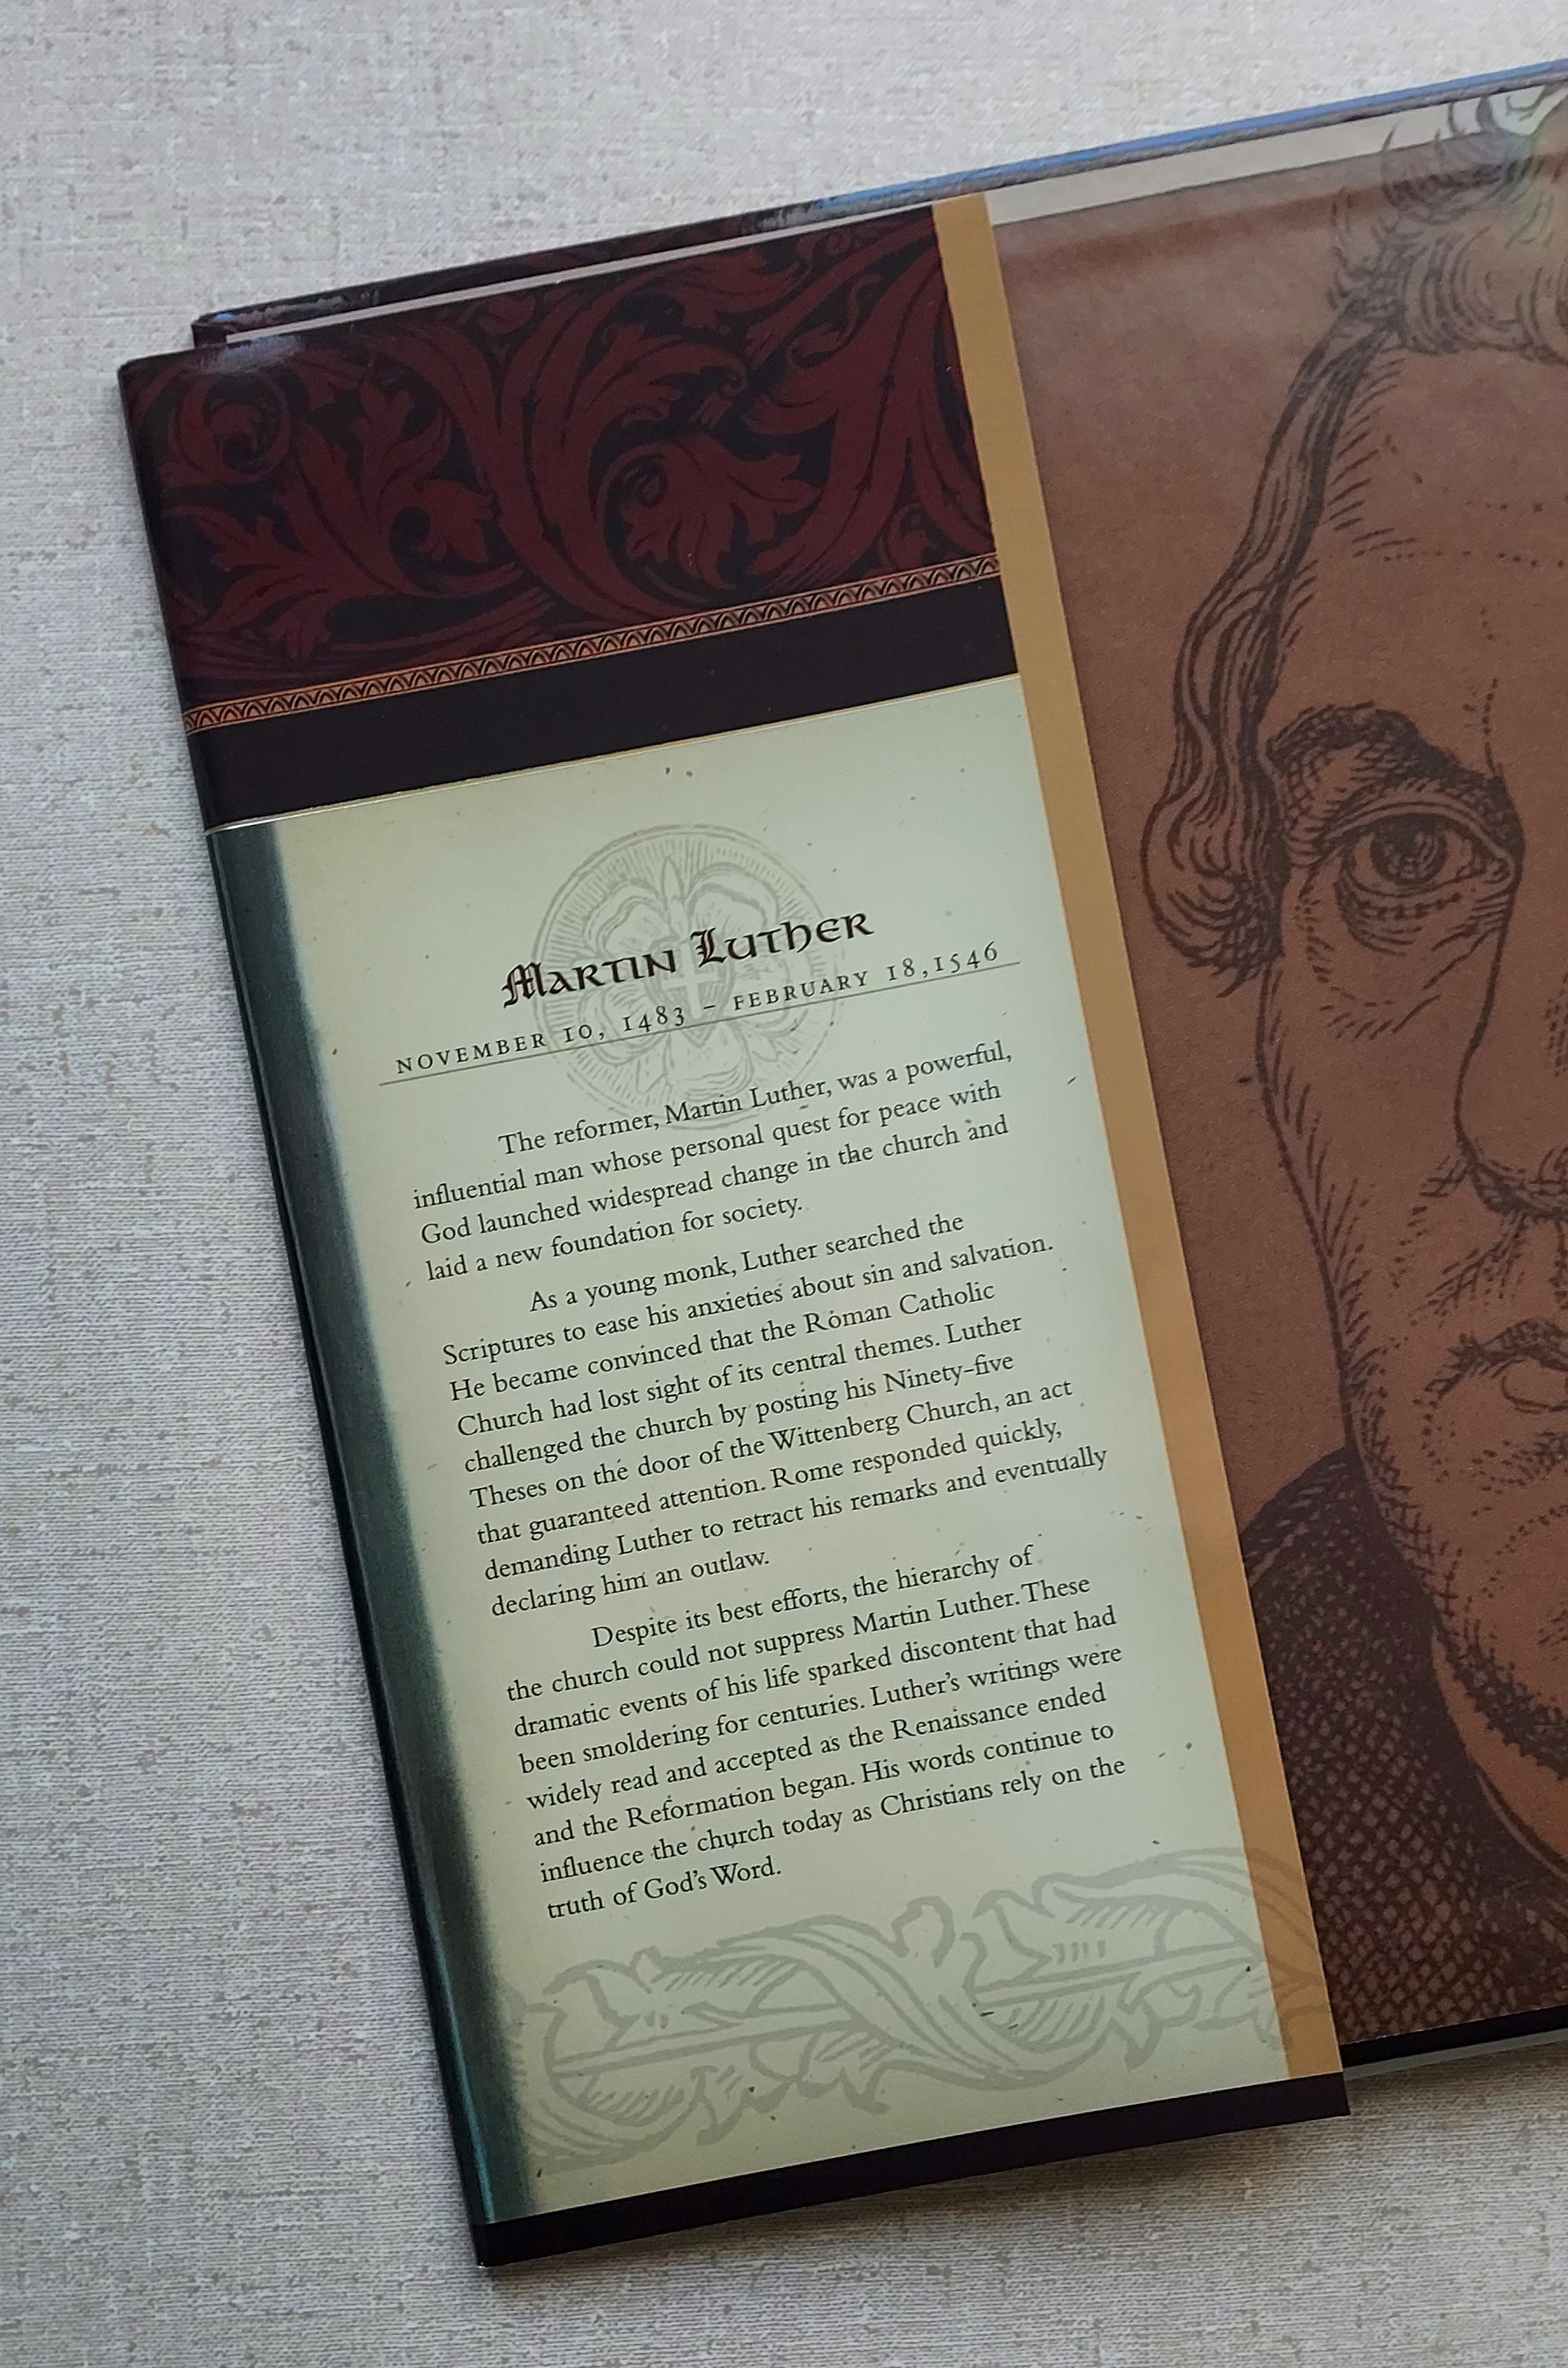 Martin Luther
NOVEMBER 10, 1483 – FEBRUARY 18,1546
The reformer, Martin Luther, was a powerful,
influential man whose personal quest for peace with
God launched widespread change in the church and
laid a new foundation for society.
As a young monk, Luther searched the
Scriptures to ease his anxieties about sin and salvation.
He became convinced that the Roman Catholic
Church had lost sight of its central themes. Luther
challenged the church by posting his Ninety-five
Theses on the door of the Wittenberg Church, an act
that guaranteed attention. Rome responded quickly,
demanding Luther to retract his remarks and eventually
declaring him an outlaw.
Despite its best efforts, the hierarchy of
the church could not suppress Martin Luther. These
dramatic events of his life sparked discontent that had
been smoldering for centuries. Luther's writings were
widely read and accepted as the Renaissance ended
and the Reformation began. His words continue to
influence the church today as Christians rely on the
truth of God's Word.